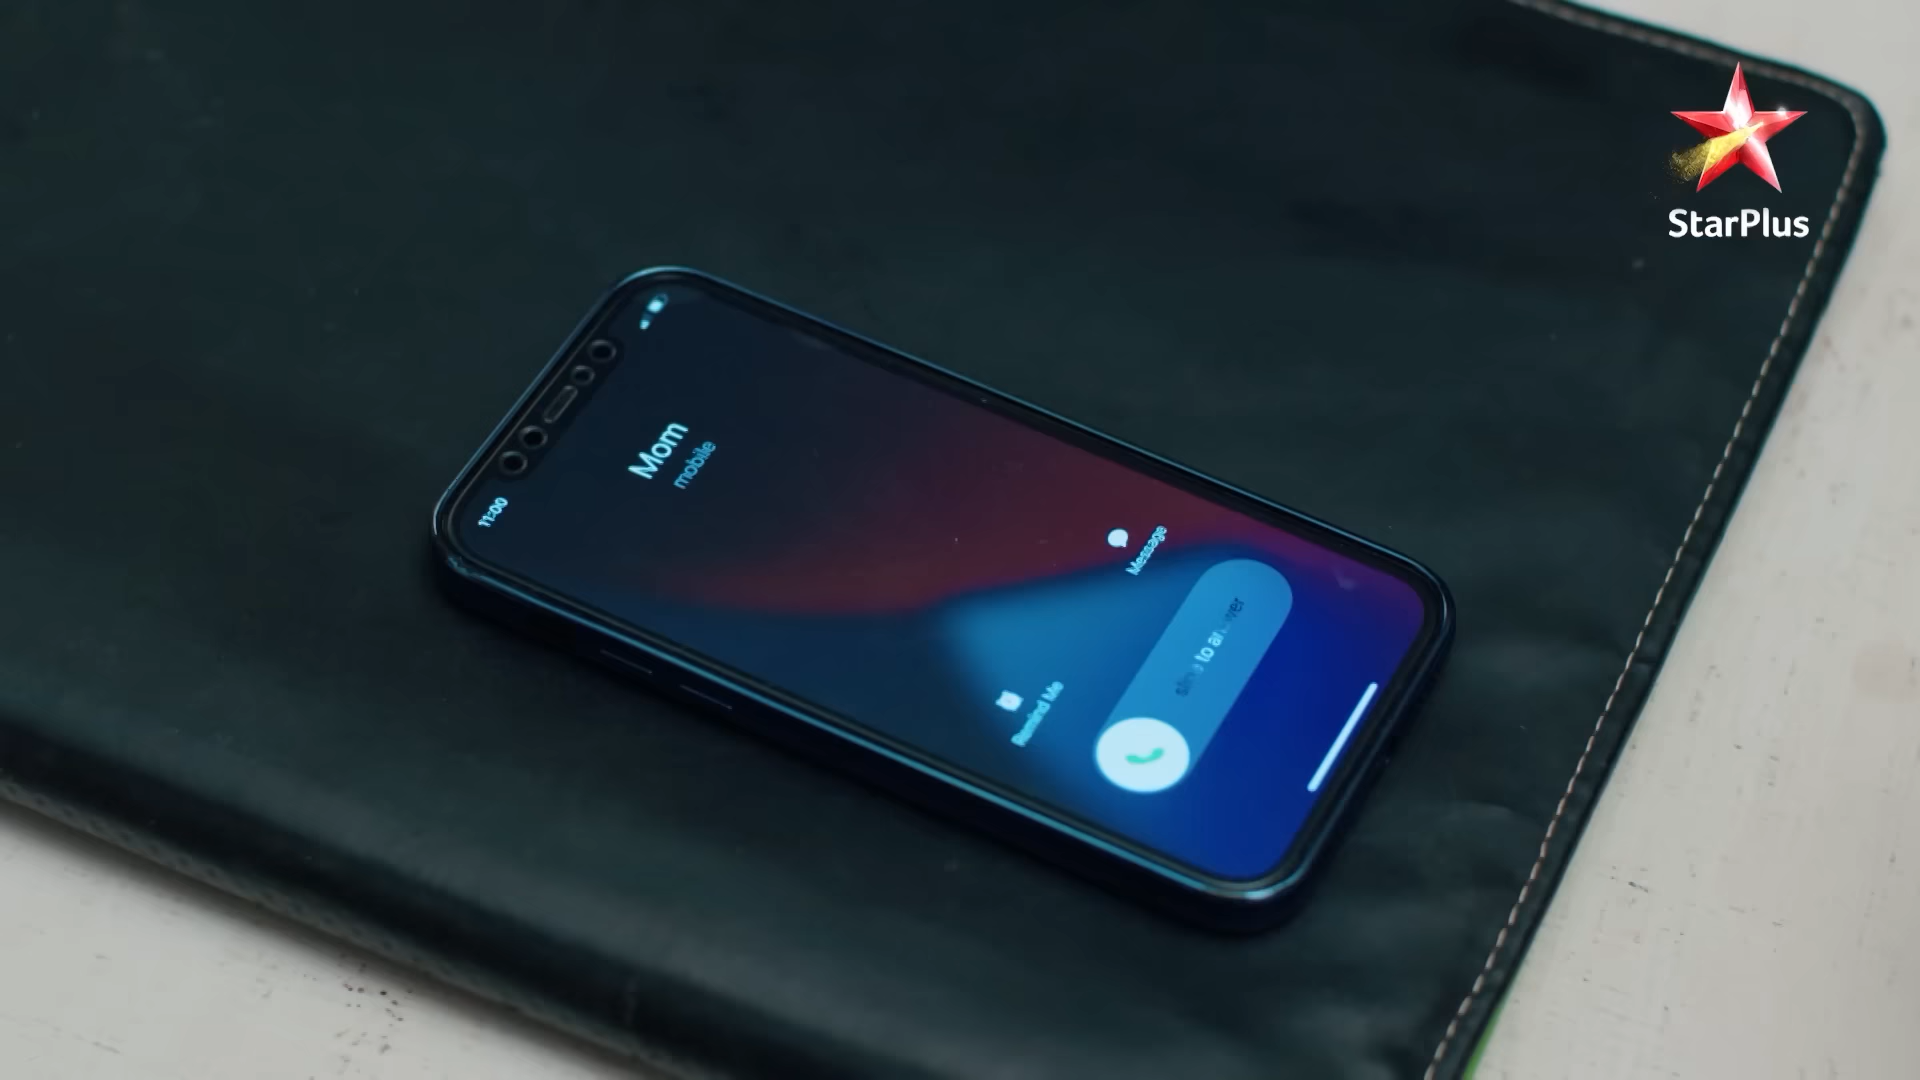 StarPlus
11:00
Mom
mobile
Message
Remind Me
slide to answer